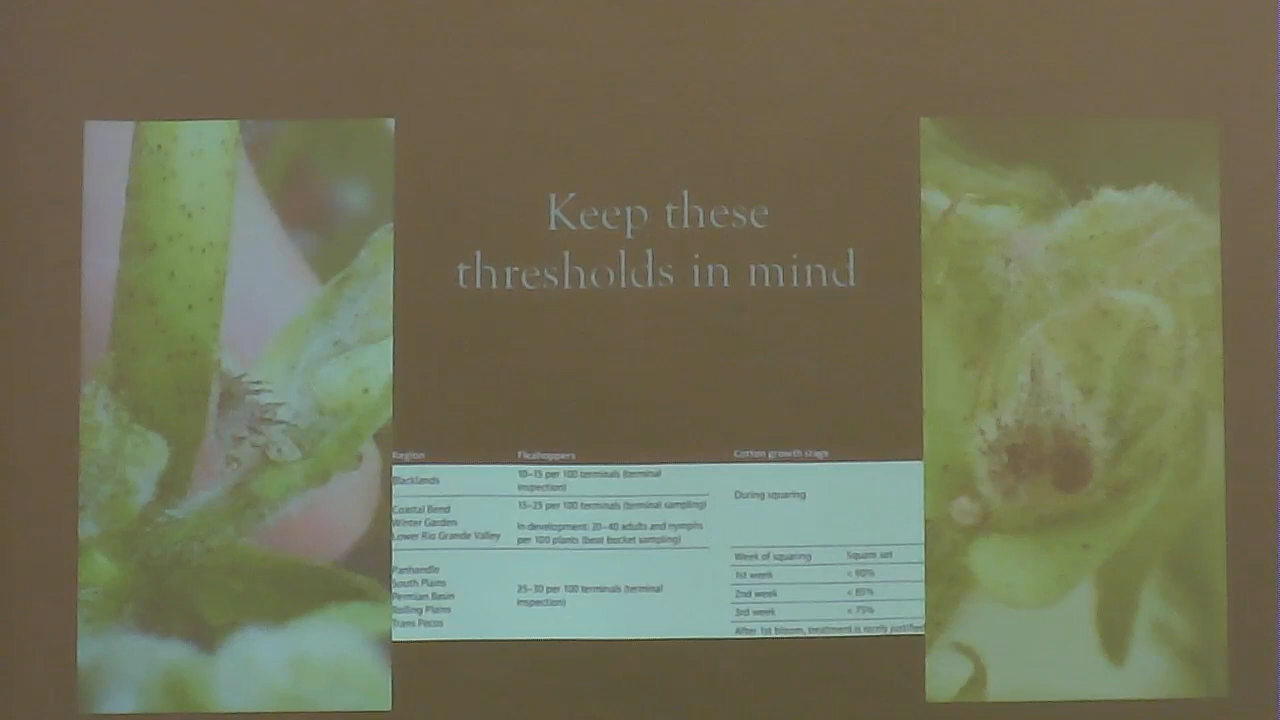 Keep these
thresholds in mind
Region Fleahoppers Cotton growth stage
Blacklands
10–15 per 100 terminals (terminal
inspection)
During squaring
Coastal Bend
Winter Garden
Lower Rio Grande Valley
15–25 per 100 terminals (terminal sampling)
In development: 20–40 adults and nymphs
per 100 plants (beat bucket sampling)
Panhandle
South Plains
Permian Basin
Rolling Plains
Trans Pecos
25–30 per 100 terminals (terminal
inspection)
Week of squaring Square set
1st week < 90%
2nd week < 85%
3rd week < 75%
After 1st bloom, treatment is rarely justified